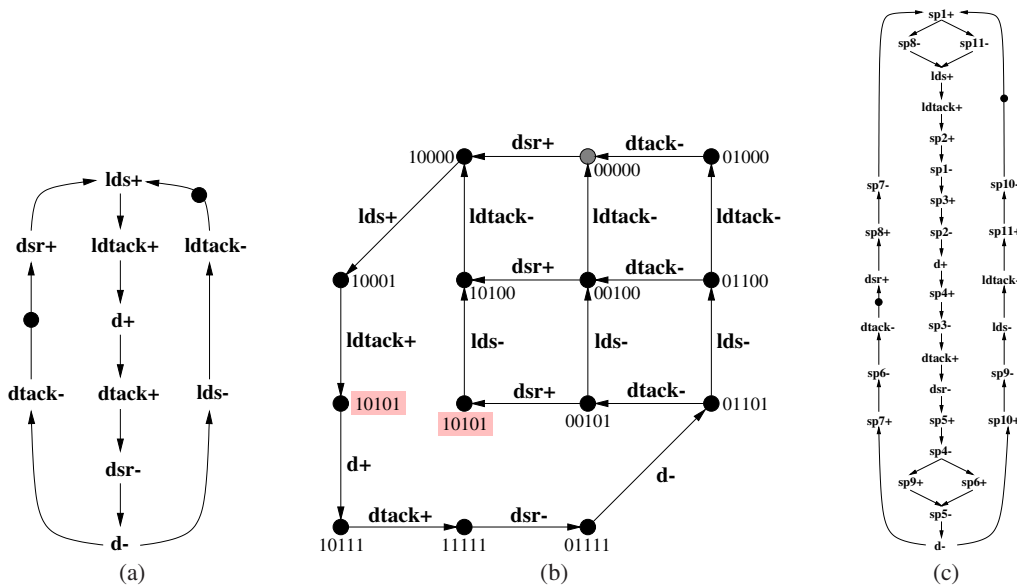 lds+
dsr+
ldtack+
ldtack-
d+
dtack-
dtack+
lds-
dsr-
d-
(a)
10000
dsr+
00000
dtack-
01000
lds+
ldtack-
ldtack-
ldtack-
10001
dsr+
10100
dtack-
00100
01100
ldtack+
lds-
lds-
lds-
10101
dsr+
10101
dtack-
00101
01101
d+
d-
dtack+
dsr-
10111
11111
01111
(b)
sp1+
sp8-
sp11-
lds+
ldtack+
sp2+
sp1-
sp7-
sp10-
sp3+
sp8+
sp11+
sp2-
d+
dsr+
ldtack-
sp4+
dtack-
sp3-
lds-
dtack+
sp6-
sp9-
dsr-
sp7+
sp5+
sp10+
sp4-
sp9+
sp6+
sp5-
d-
(c)